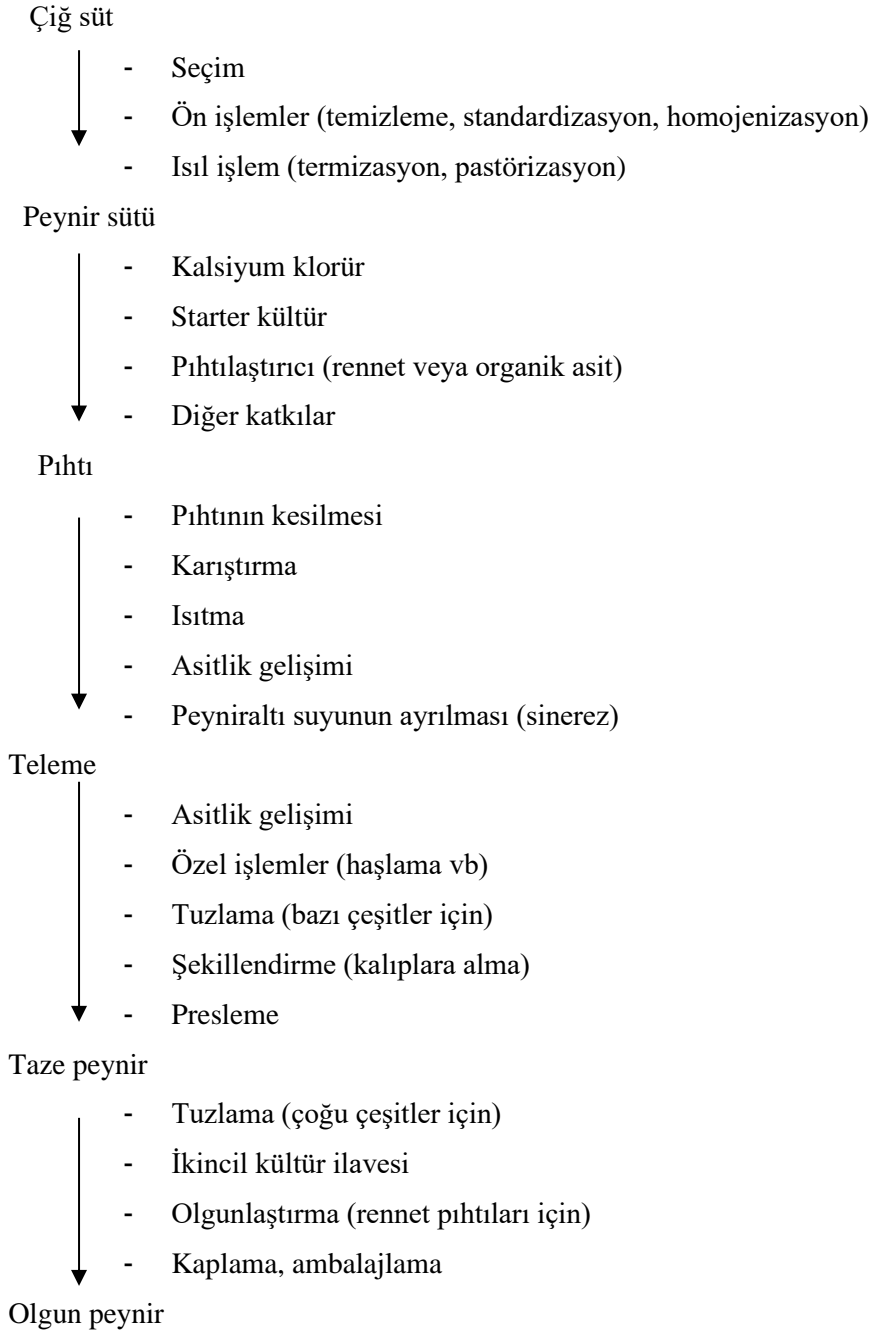 Çiğ süt
- Seçim
- Ön işlemler (temizleme, standardizasyon, homojenizasyon)
- Isıl işlem (termizasyon, pastörizasyon)
Peynir sütü
- Kalsiyum klorür
- Starter kültür
- Pıhtılaştırıcı (rennet veya organik asit)
- Diğer katkılar
Pıhtı
- Pıhtının kesilmesi
- Karıştırma
- Isıtma
- Asitlik gelişimi
- Peyniraltı suyunun ayrılması (sinerez)
Teleme
- Asitlik gelişimi
- Özel işlemler (haşlama vb)
- Tuzlama (bazı çeşitler için)
- Şekillendirme (kalıplara alma)
- Presleme
Taze peynir
- Tuzlama (çoğu çeşitler için)
- İkincil kültür ilavesi
- Olgunlaştırma (rennet pıhtıları için)
- Kaplama, ambalajlama
Olgun peynir